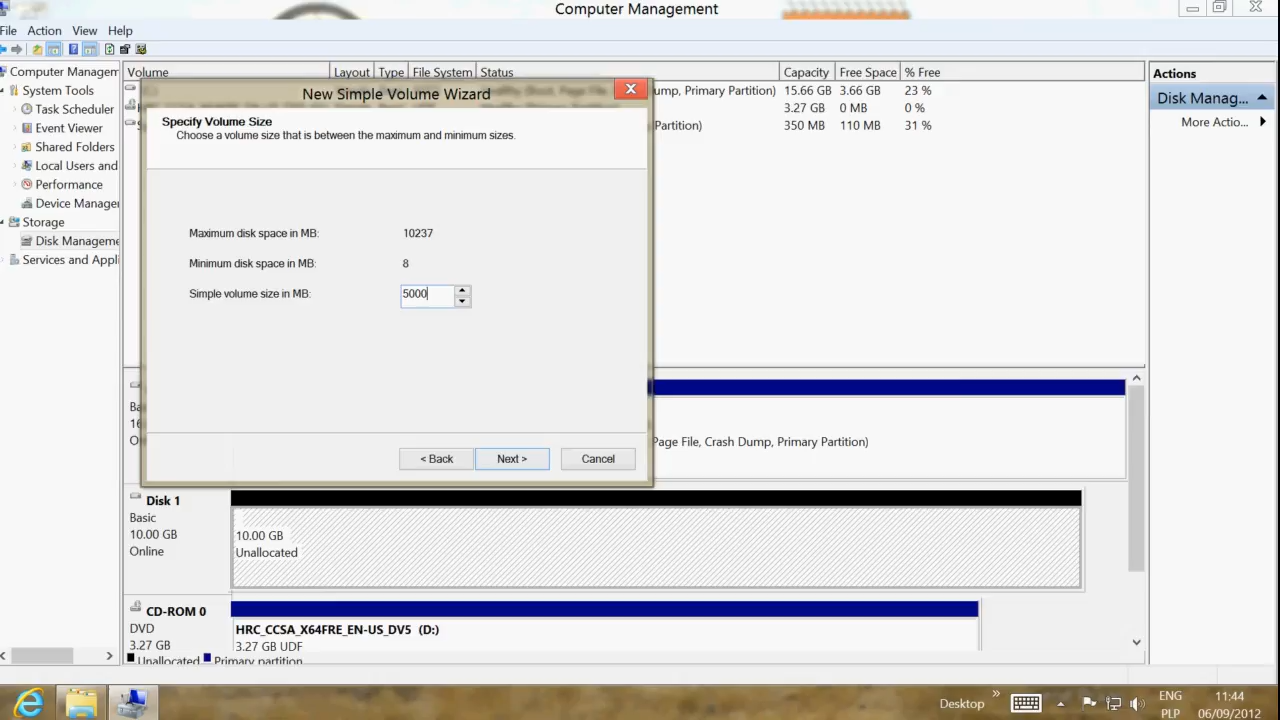 Computer Management
File Action View Help
Computer Managem
System Tools
Task Scheduler
Event Viewer
Shared Folders
Local Users and
Performance
Device Manager
Storage
Disk Manageme
Services and Appli
Volume Layout Type File System Status Capacity Free Space % Free
ump, Primary Partition) 15.66 GB 3.66 GB 23 %
3.27 GB 0 MB 0 %
Partition) 350 MB 110 MB 31 %
Actions
Disk Manag...
More Actio...
New Simple Volume Wizard
Specify Volume Size
Choose a volume size that is between the maximum and minimum sizes.
Maximum disk space in MB: 10237
Minimum disk space in MB: 8
Simple volume size in MB: 5000
< Back Next > Cancel
Page File, Crash Dump, Primary Partition)
Disk 1
Basic
10.00 GB
Online
10.00 GB
Unallocated
CD-ROM 0
DVD
3.27 GB
HRC_CCSA_X64FRE_EN-US_DV5 (D:)
3.27 GB UDF
Unallocated Primary partition
Desktop
ENG
PLP
11:44
06/09/2012